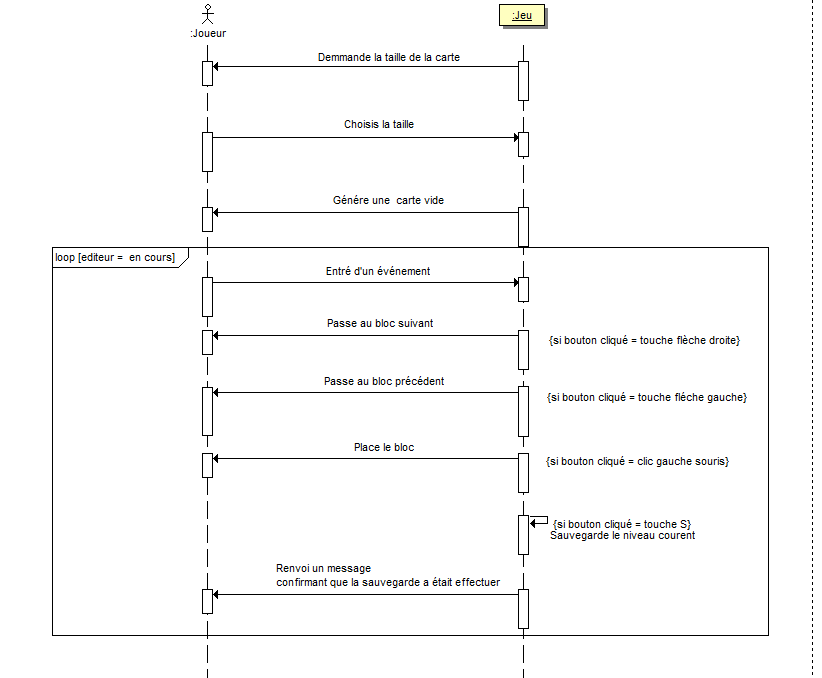 :Joueur
:Jeu
Demmande la taille de la carte
Choisis la taille
Génére une carte vide
loop [editeur = en cours]
Entré d'un événement
Passe au bloc suivant
{si bouton cliqué = touche flèche droite}
Passe au bloc précédent
{si bouton cliqué = touche fléche gauche}
Place le bloc
{si bouton cliqué = clic gauche souris}
{si bouton cliqué = touche S}
Sauvegarde le niveau courent
Renvoi un message
confirmant que la sauvegarde a était effectuer